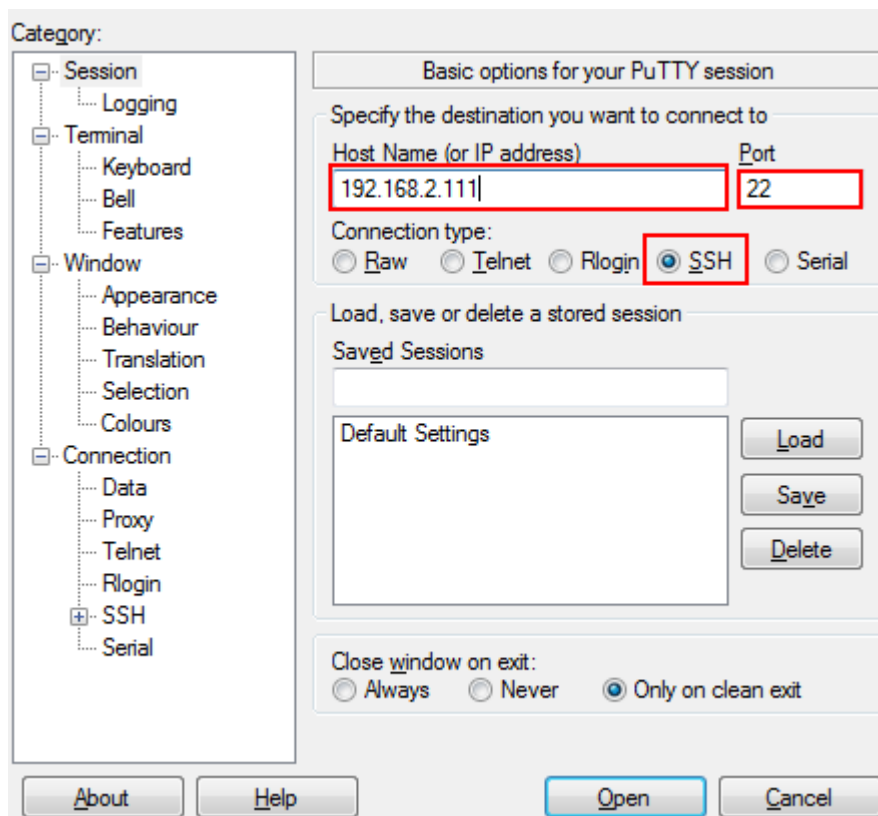 Category:
Session
Logging
Terminal
Keyboard
Bell
Features
Window
Appearance
Behaviour
Translation
Selection
Colours
Connection
Data
Proxy
Telnet
Rlogin
SSH
Serial
Basic options for your PuTTY session
Specify the destination you want to connect to
Host Name (or IP address) Port
192.168.2.111 22
Connection type:
Raw Telnet Rlogin SSH Serial
Load, save or delete a stored session
Saved Sessions
Default Settings
Load
Save
Delete
Close window on exit:
Always Never Only on clean exit
About Help Open Cancel